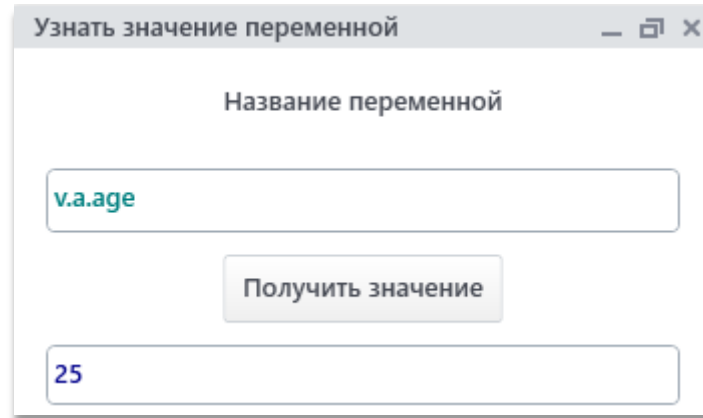 Узнать значение переменной
Название переменной
v.a.age
Получить значение
25